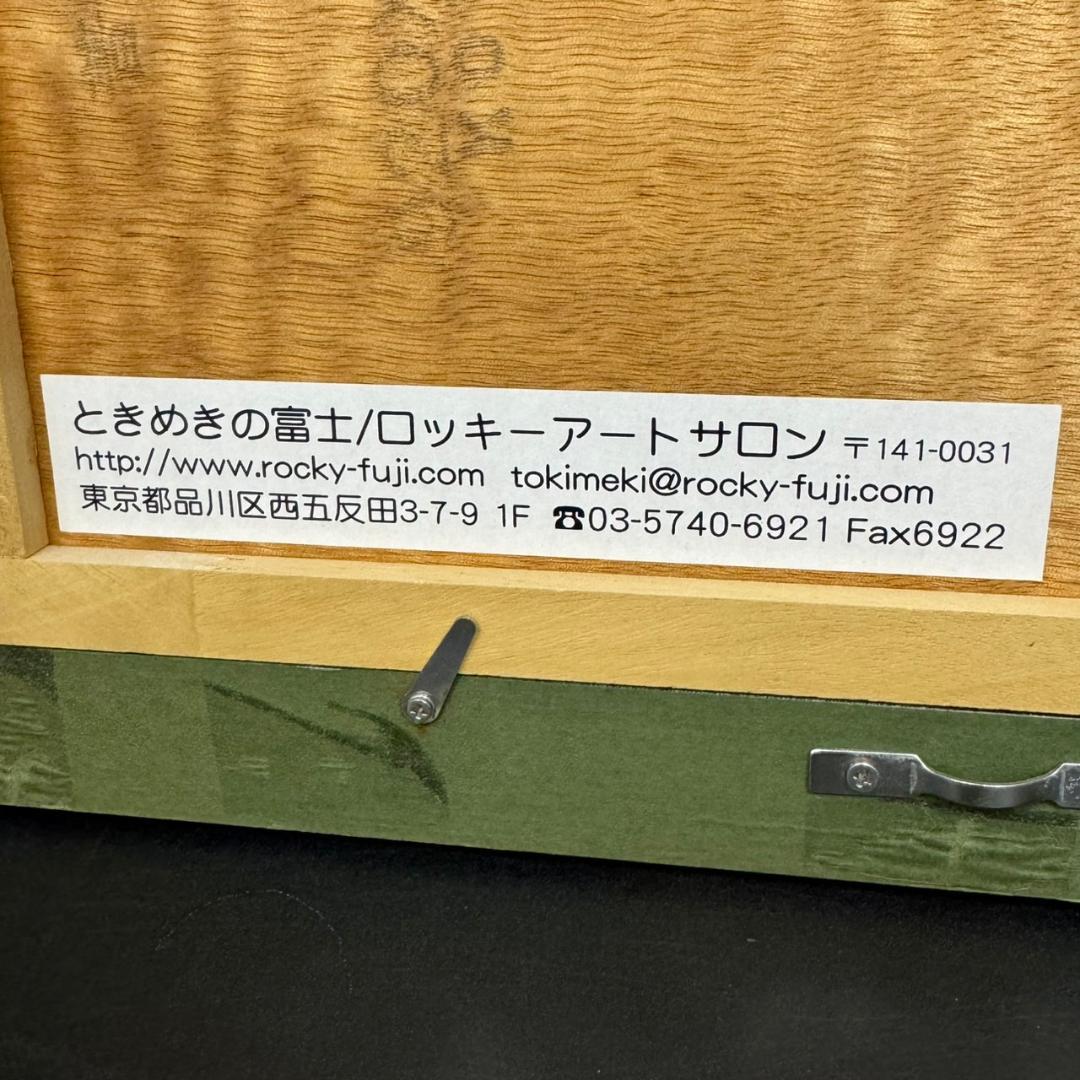 ときめきの富士/ロッキーアートサロン 〒141-0031
http://www.rocky-fuji.com tokimeki@rocky-fuji.com
東京都品川区西五反田3-7-9 1F ☎03-5740-6921 Fax6922